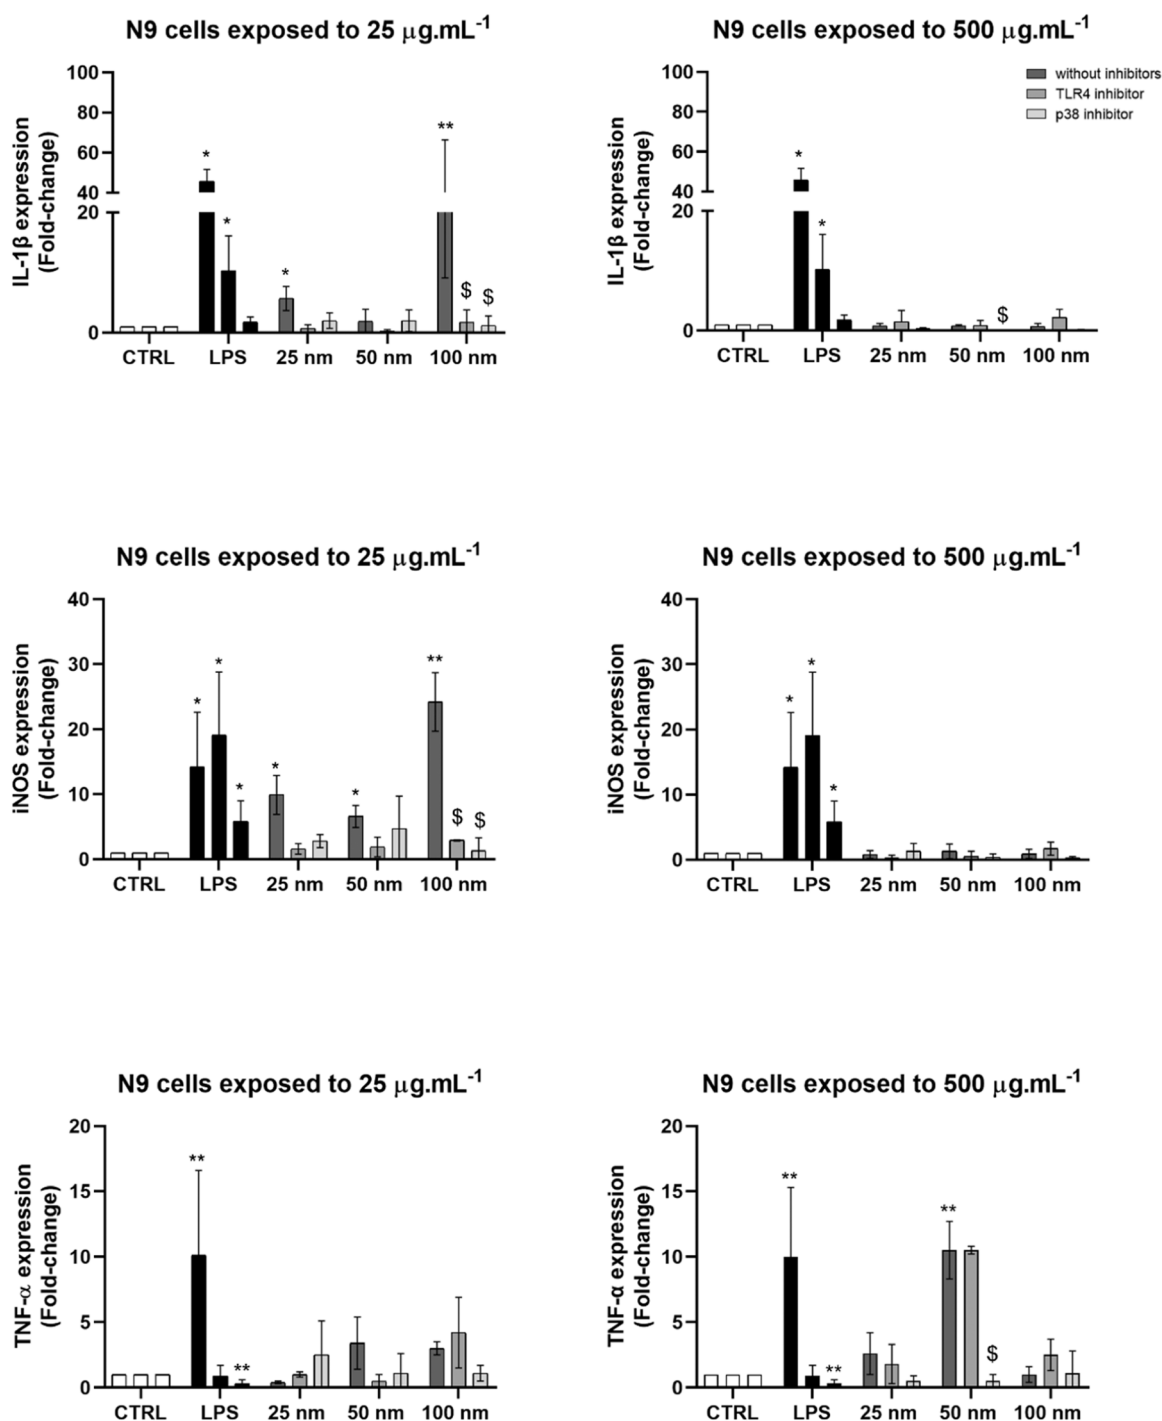 N9 cells exposed to 25 μg.mL-1
IL-1β expression
(Fold-change)
100
80
60
40
20
0
*
*
*
**
$ $
CTRL LPS 25 nm 50 nm 100 nm
N9 cells exposed to 500 μg.mL-1
without inhibitors
TLR4 inhibitor
p38 inhibitor
IL-1β expression
(Fold-change)
100
80
60
40
20
0
*
*
$
CTRL LPS 25 nm 50 nm 100 nm
N9 cells exposed to 25 μg.mL-1
iNOS expression
(Fold-change)
40
30
20
10
0
*
*
*
*
*
**
$ $
CTRL LPS 25 nm 50 nm 100 nm
N9 cells exposed to 500 μg.mL-1
iNOS expression
(Fold-change)
40
30
20
10
0
*
*
*
CTRL LPS 25 nm 50 nm 100 nm
N9 cells exposed to 25 μg.mL-1
TNF-α expression
(Fold-change)
20
15
10
5
0
**
**
CTRL LPS 25 nm 50 nm 100 nm
N9 cells exposed to 500 μg.mL-1
TNF-α expression
(Fold-change)
20
15
10
5
0
**
**
**
$
CTRL LPS 25 nm 50 nm 100 nm